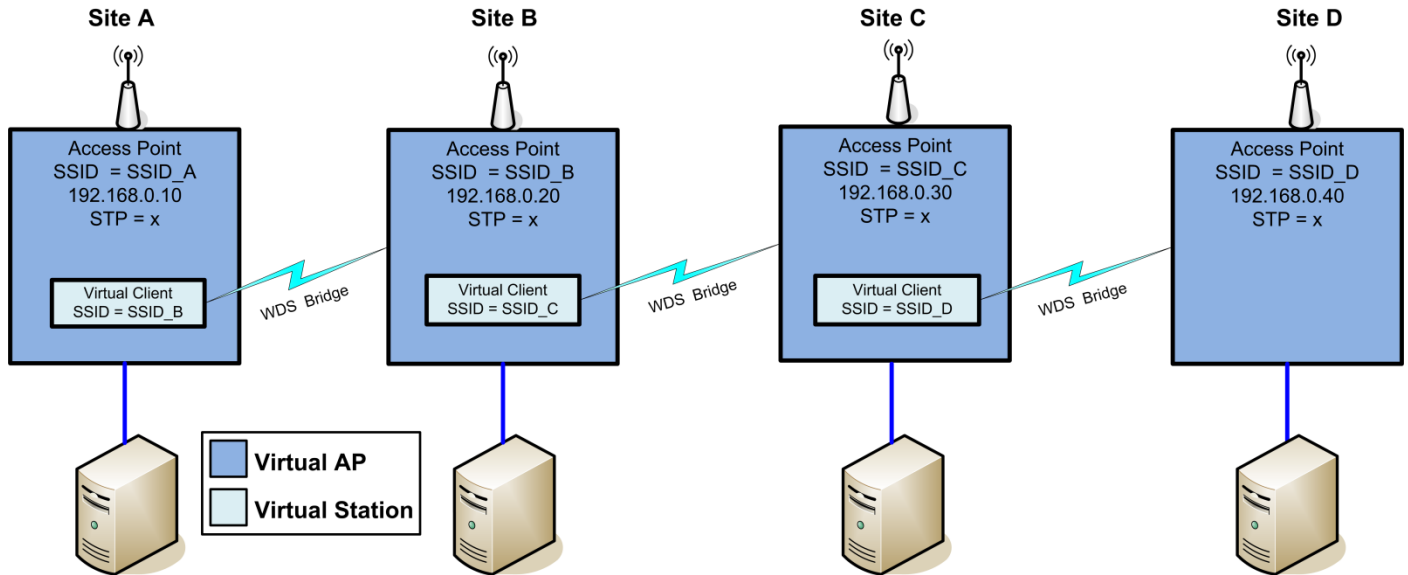 Site A
Site B
Site C
Site D
Access Point
SSID = SSID_A
192.168.0.10
STP = x
Virtual Client
SSID = SSID_B
WDS Bridge
Access Point
SSID = SSID_B
192.168.0.20
STP = x
Virtual Client
SSID = SSID_C
WDS Bridge
Access Point
SSID = SSID_C
192.168.0.30
STP = x
Virtual Client
SSID = SSID_D
WDS Bridge
Access Point
SSID = SSID_D
192.168.0.40
STP = x
Virtual AP
Virtual Station